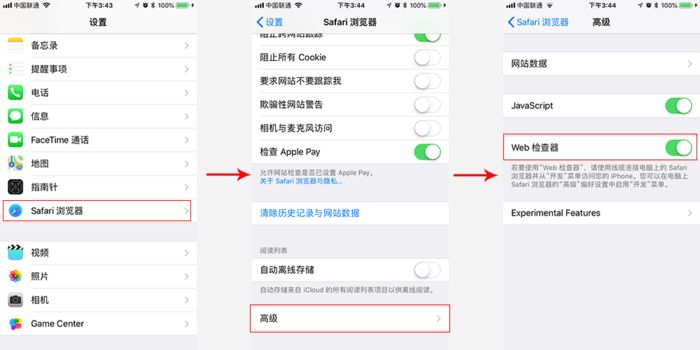 中国联通 下午3:43 100%
设置
备忘录
提醒事项
电话
信息
FaceTime 通话
地图
指南针
Safari 浏览器
视频
照片
相机
Game Center
中国联通 下午3:44 100%
设置 Safari 浏览器
阻止跨网站跟踪
阻止所有 Cookie
要求网站不要跟踪我
欺骗性网站警告
相机与麦克风访问
检查 Apple Pay
允许网站检查是否已设置 Apple Pay。
关于 Safari 浏览器与隐私...
清除历史记录与网站数据
阅读列表
自动离线存储
自动存储来自 iCloud 的所有阅读列表项目以供离线阅读。
高级
中国联通 下午3:44 100%
Safari 浏览器 高级
网站数据
JavaScript
Web 检查器
若要使用“Web 检查器”，请使用线缆连接电脑上的 Safari
浏览器并从“开发”菜单访问您的 iPhone。您可以在电脑上
Safari 浏览器的“高级”偏好设置中启用“开发”菜单。
Experimental Features